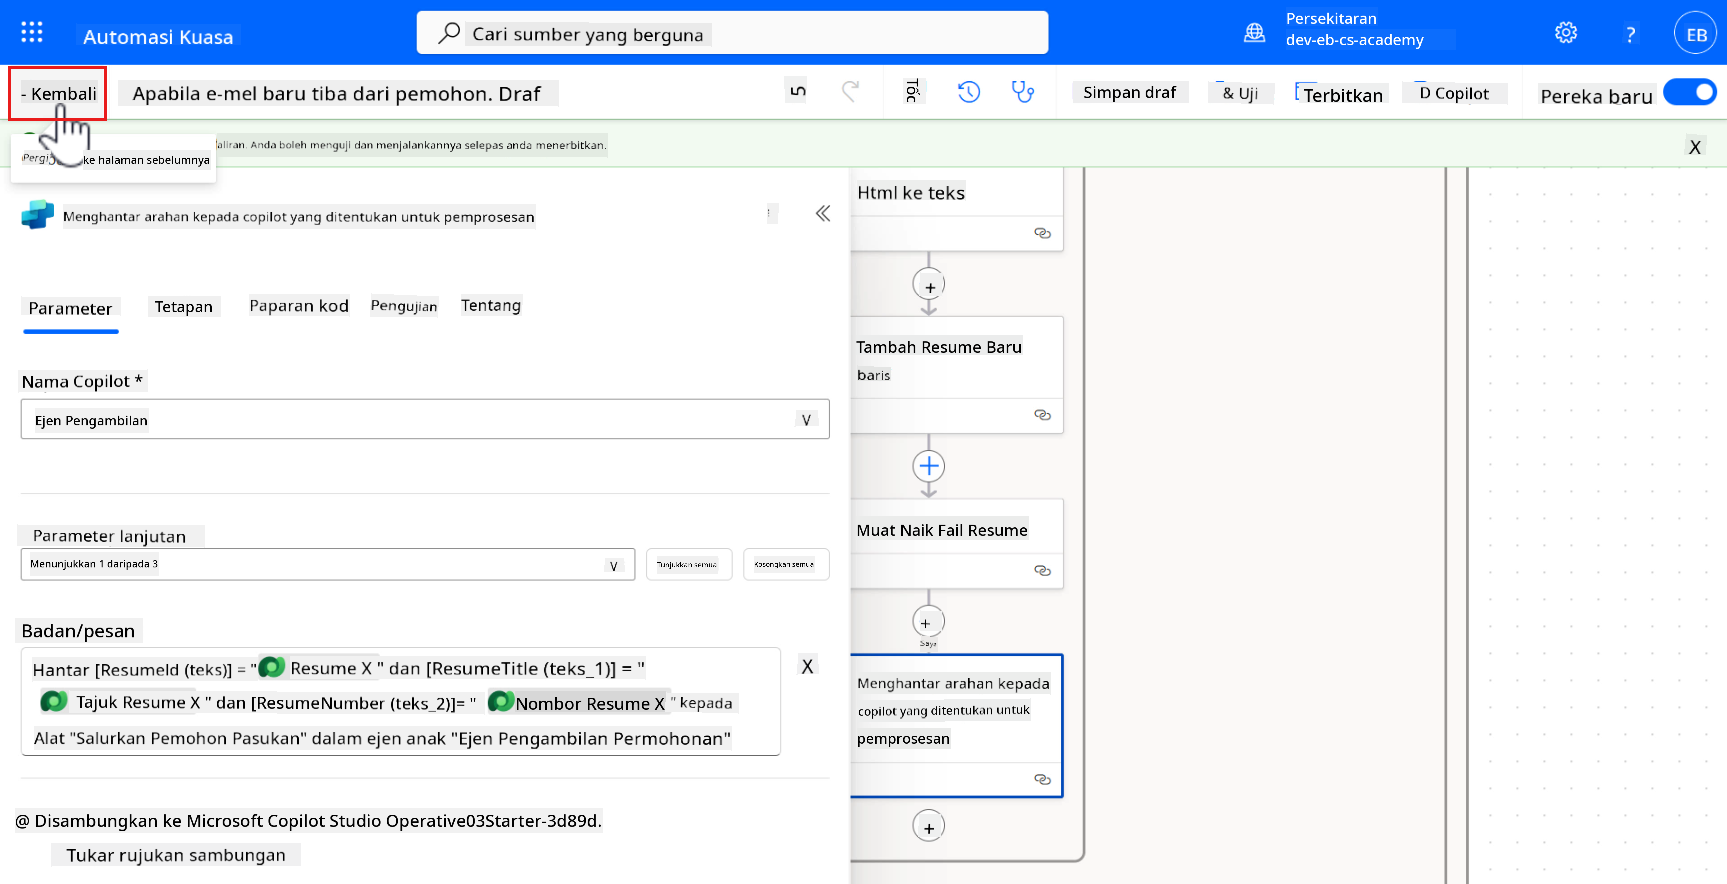 Automasi Kuasa
Cari sumber yang berguna
Persekitaran
dev-eb-cs-academy
?
EB
- Kembali
Apabila e-mel baru tiba dari pemohon. Draf
Simpan draf
& Uji
Terbitkan
D Copilot
Pereka baru
aliran. Anda boleh menguji dan menjalankannya selepas anda menerbitkan.
X
Pergi ke halaman sebelumnya
Menghantar arahan kepada copilot yang ditentukan untuk pemprosesan
Parameter
Tetapan
Paparan kod
Pengujian
Tentang
Nama Copilot *
Ejen Pengambilan
V
Parameter lanjutan
Menunjukkan 1 daripada 3
V
Tunjukkan semua
Kosongkan semua
Badan/pesan
Hantar [ResumeId (teks)] = " Resume X " dan [ResumeTitle (teks_1)] = "
Tajuk Resume X " dan [ResumeNumber (teks_2)]= " Nombor Resume X " kepada
Alat "Salurkan Pemohon Pasukan" dalam ejen anak "Ejen Pengambilan Permohonan"
X
@ Disambungkan ke Microsoft Copilot Studio Operative03Starter-3d89d.
Tukar rujukan sambungan
Html ke teks
Tambah Resume Baru
baris
Muat Naik Fail Resume
Saya
Menghantar arahan kepada
copilot yang ditentukan untuk
pemprosesan